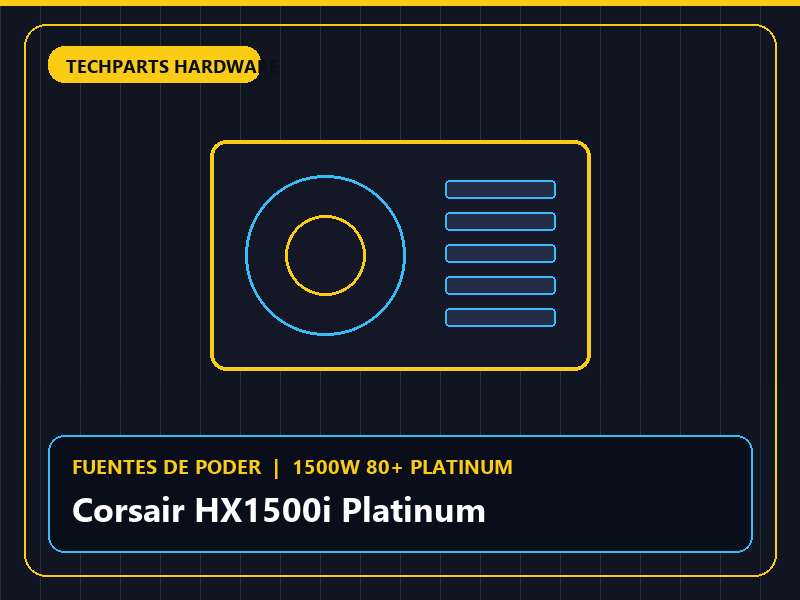 TECHPARTS HARDWARE
FUENTES DE PODER | 1500W 80+ PLATINUM
Corsair HX1500i Platinum